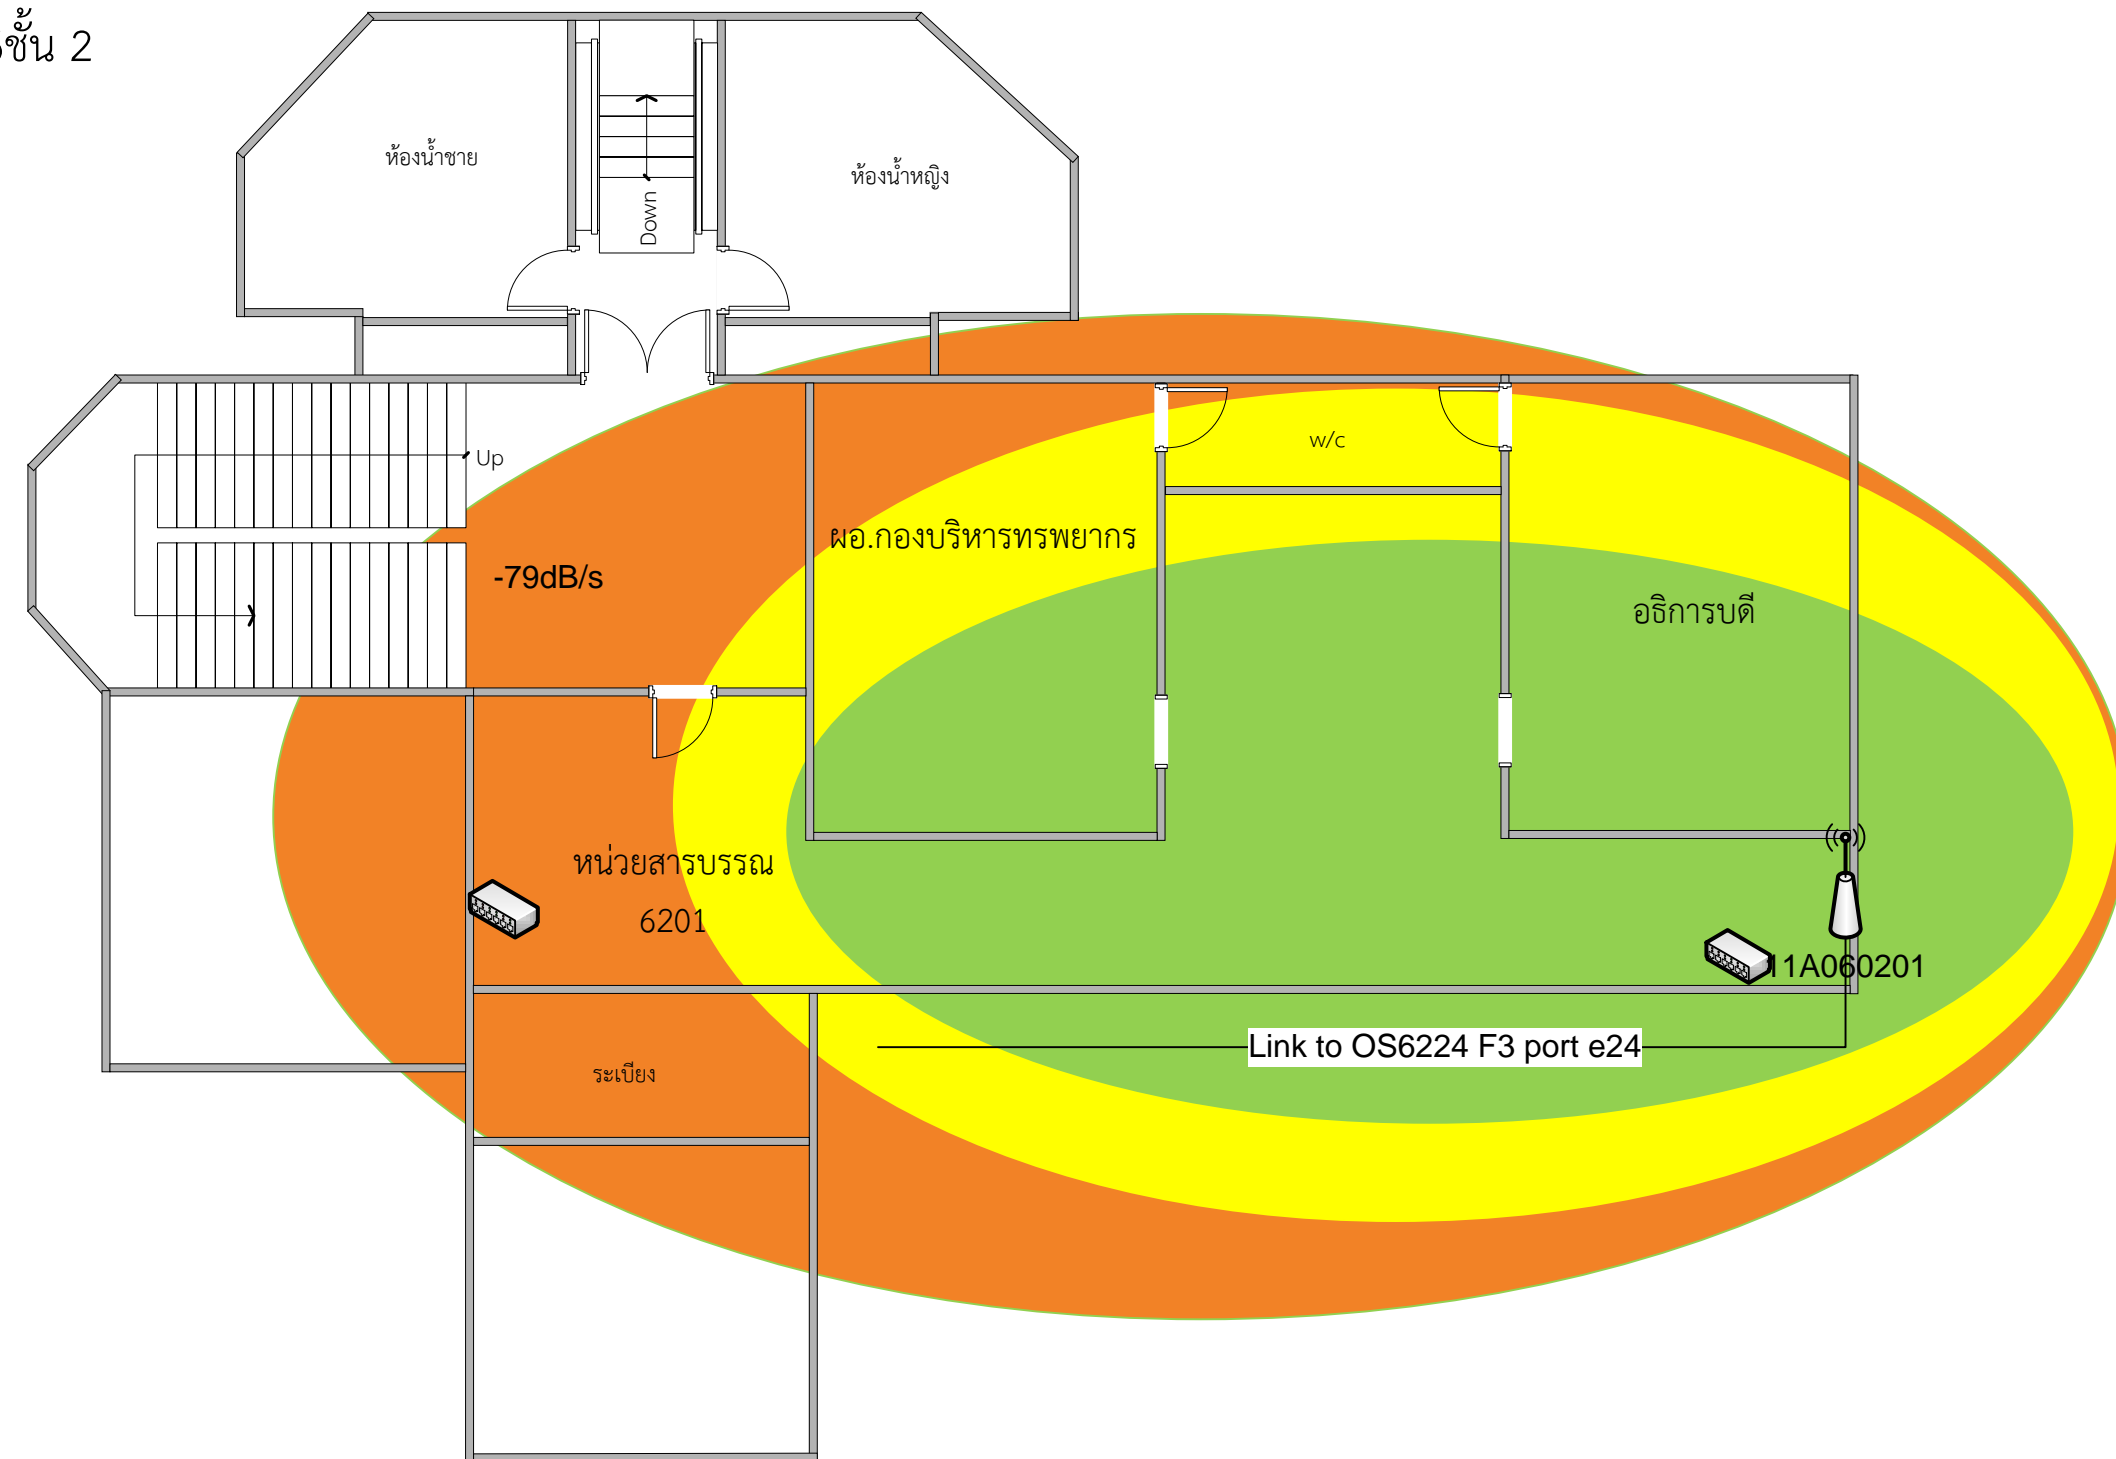 ชั้น 2
ห้องน้ำชาย
ห้องน้ำหญิง
Down
w/c
Up
ผอ.กองบริหารทรพยากร
-79dB/s
อธิการบดี
หน่วยสารบรรณ
6201
11A060201
Link to OS6224 F3 port e24
ระเบียง